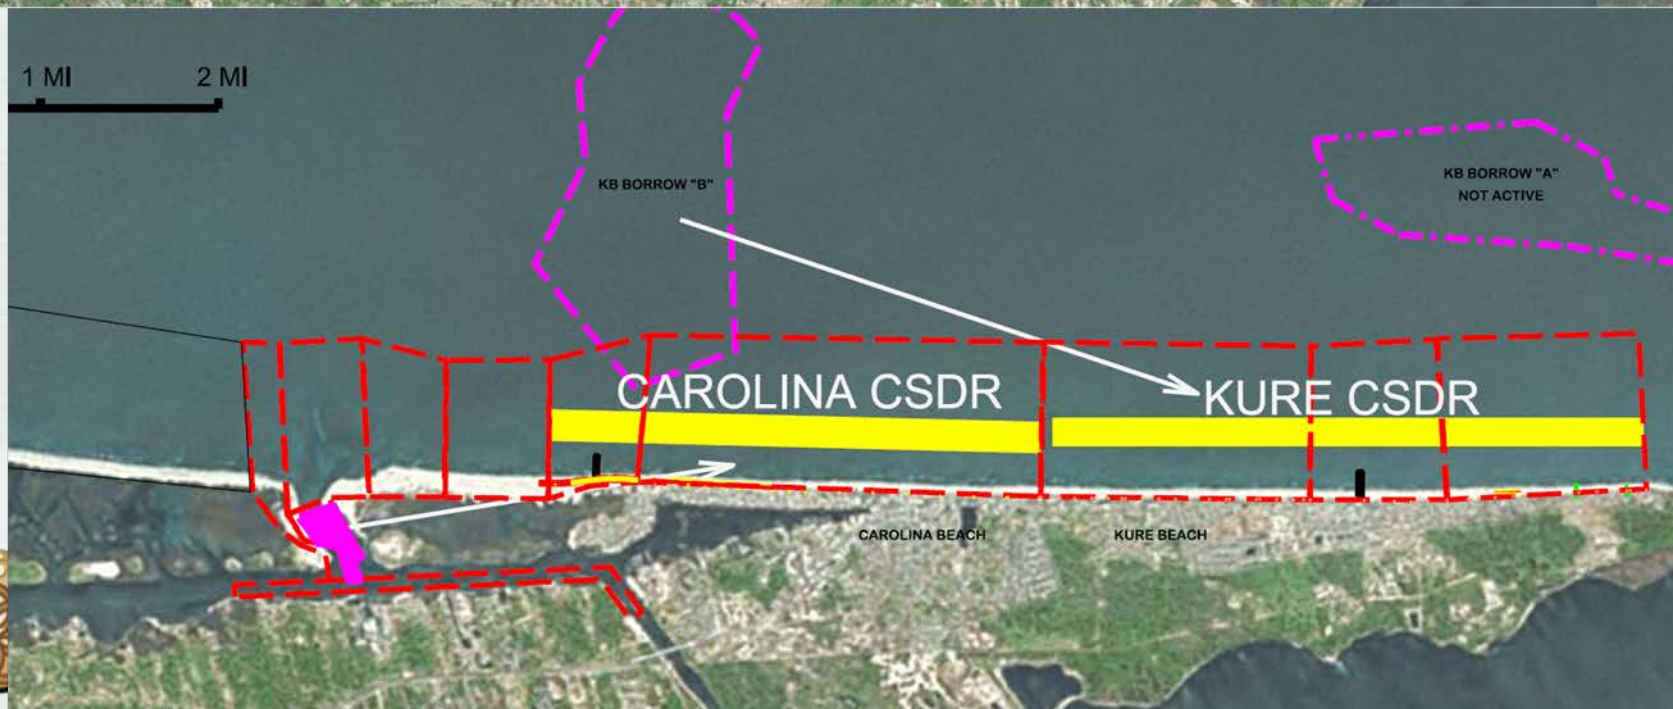 1 MI 2 MI
KB BORROW "B"
KB BORROW "A"
NOT ACTIVE
CAROLINA CSDR
KURE CSDR
CAROLINA BEACH
KURE BEACH